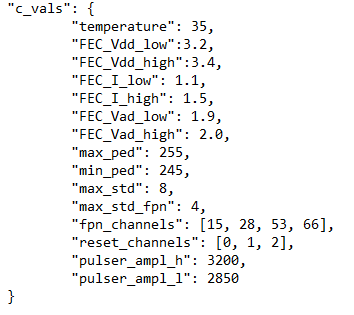 "c_vals": {
"temperature": 35,
"FEC_Vdd_low":3.2,
"FEC_Vdd_high":3.4,
"FEC_I_low": 1.1,
"FEC_I_high": 1.5,
"FEC_Vad_low": 1.9,
"FEC_Vad_high": 2.0,
"max_ped": 255,
"min_ped": 245,
"max_std": 8,
"max_std_fpn": 4,
"fpn_channels": [15, 28, 53, 66],
"reset_channels": [0, 1, 2],
"pulser_ampl_h": 3200,
"pulser_ampl_l": 2850
}